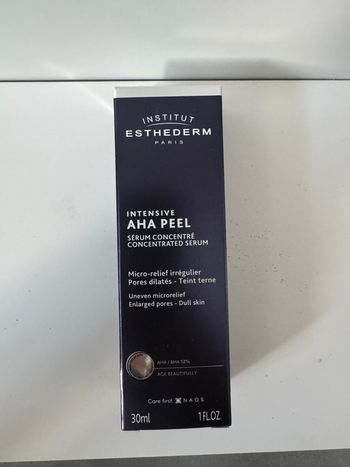 INSTITUT
ESTHEDERM
PARIS
INTENSIVE
AHA PEEL
SÉRUM CONCENTRÉ
CONCENTRATED SERUM
Micro-relief irrégulier
Pores dilatés - Teint terne
Uneven microrelief
Enlarged pores - Dull skin
AHA / BHA 12%
AGE BEAUTIFULLY
Care first. NAOS
30ml 1 FL.OZ.